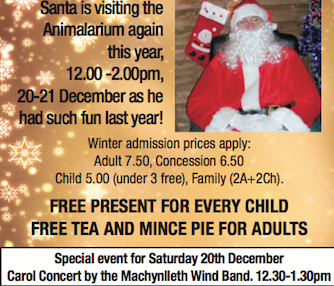 Santa is visiting the
Animalarium again
this year,
12.00 -2.00pm,
20-21 December as he
had such fun last year!
Winter admission prices apply:
Adult 7.50, Concession 6.50
Child 5.00 (under 3 free), Family (2A+2Ch).
FREE PRESENT FOR EVERY CHILD
FREE TEA AND MINCE PIE FOR ADULTS
Special event for Saturday 20th December
Carol Concert by the Machynlleth Wind Band. 12.30-1.30pm